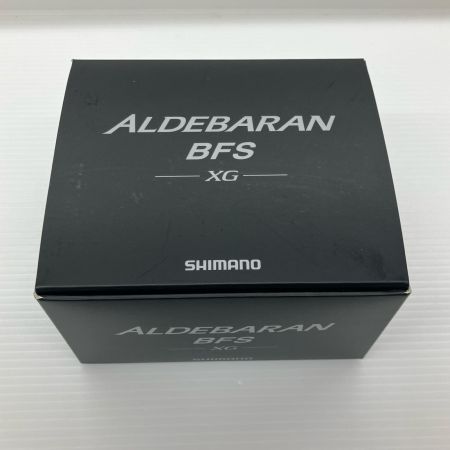 ALDEBARAN
BFS
XG
SHIMANO
ALDEBARAN
BFS
XG
SHIMANO